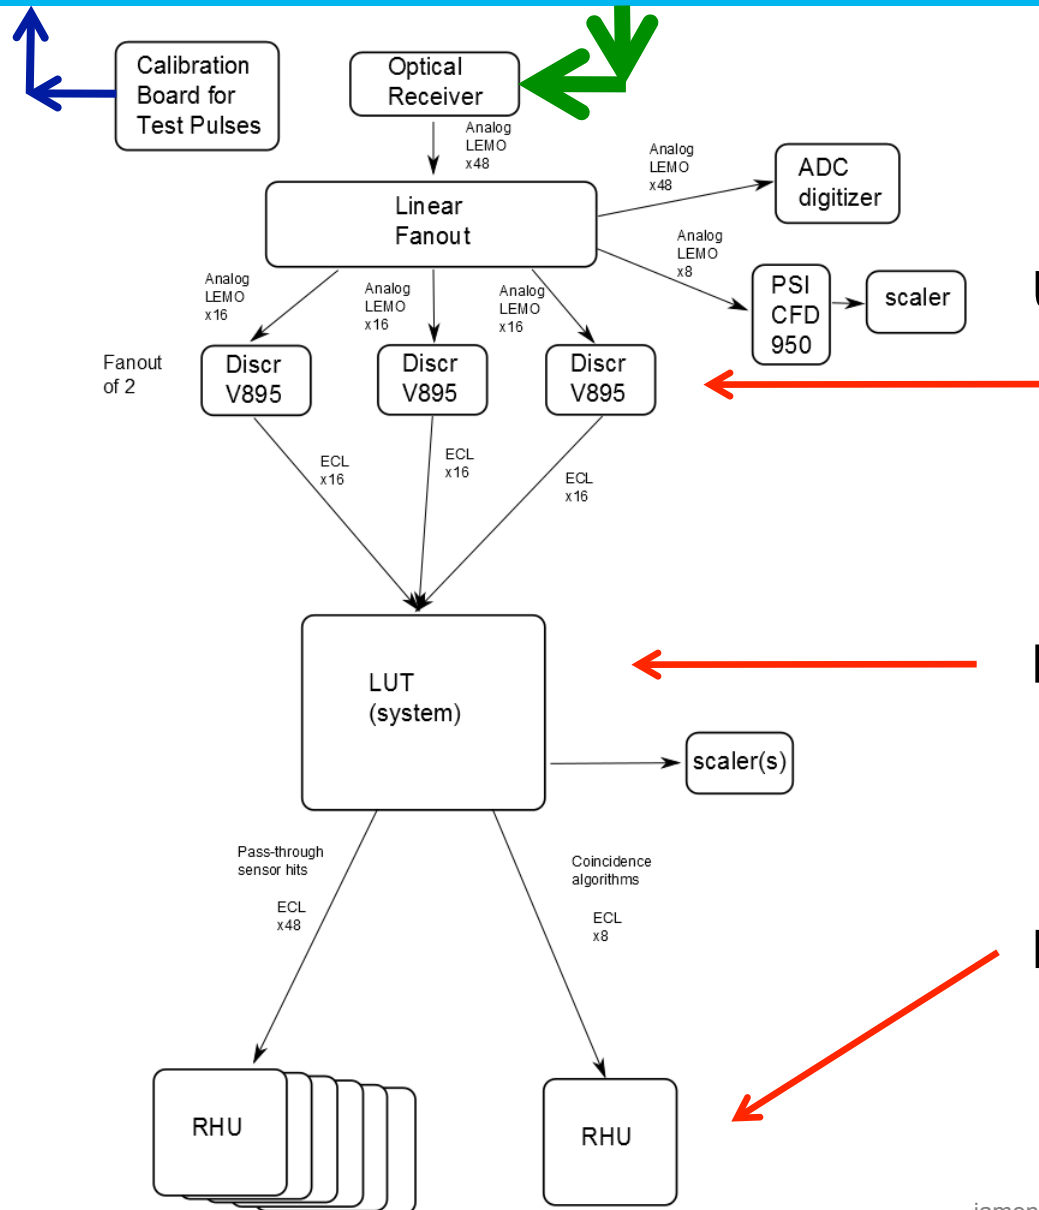 Calibration
Board for
Test Pulses
Optical
Receiver
Analog
LEMO
x48
Linear
Fanout
Analog
LEMO
x48
ADC
digitizer
Analog
LEMO
x8
PSI
CFD
950
scaler
Analog
LEMO
x16
Analog
LEMO
x16
Analog
LEMO
x16
Fanout
of 2
Discr
V895
Discr
V895
Discr
V895
ECL
x16
ECL
x16
ECL
x16
LUT
(system)
scaler(s)
Pass-through
sensor hits
ECL
x48
Coincidence
algorithms
ECL
x8
RHU
RHU